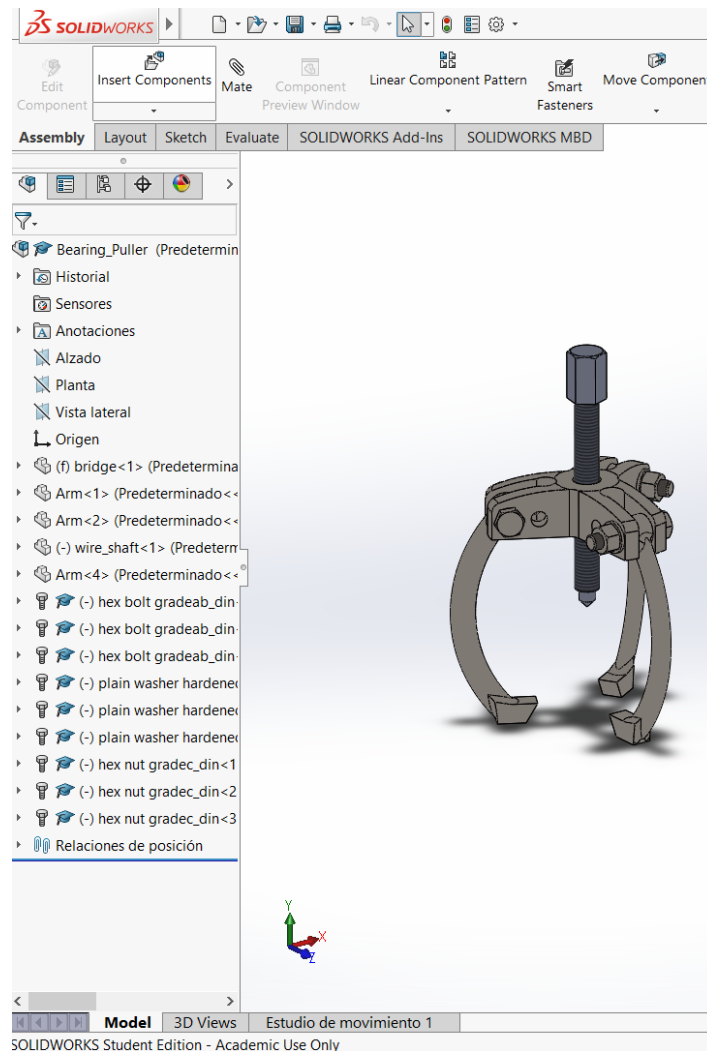 SOLIDWORKS
Edit Component
Insert Components
Mate
Component Preview Window
Linear Component Pattern
Smart Fasteners
Move Componen
Assembly Layout Sketch Evaluate SOLIDWORKS Add-Ins SOLIDWORKS MBD
Bearing_Puller (Predetermin
Historial
Sensores
A Anotaciones
Alzado
Planta
Vista lateral
Origen
(f) bridge<1> (Predetermina
Arm<1> (Predeterminado<<
Arm<2> (Predeterminado<<
(-) wire_shaft<1> (Predeterm
Arm<4> (Predeterminado<<
(-) hex bolt gradeab_din
(-) hex bolt gradeab_din
(-) hex bolt gradeab_din
(-) plain washer hardened
(-) plain washer hardened
(-) plain washer hardened
(-) hex nut gradec_din<1
(-) hex nut gradec_din<2
(-) hex nut gradec_din<3
Relaciones de posición
Y
X
Z
Model 3D Views Estudio de movimiento 1
SOLIDWORKS Student Edition - Academic Use Only